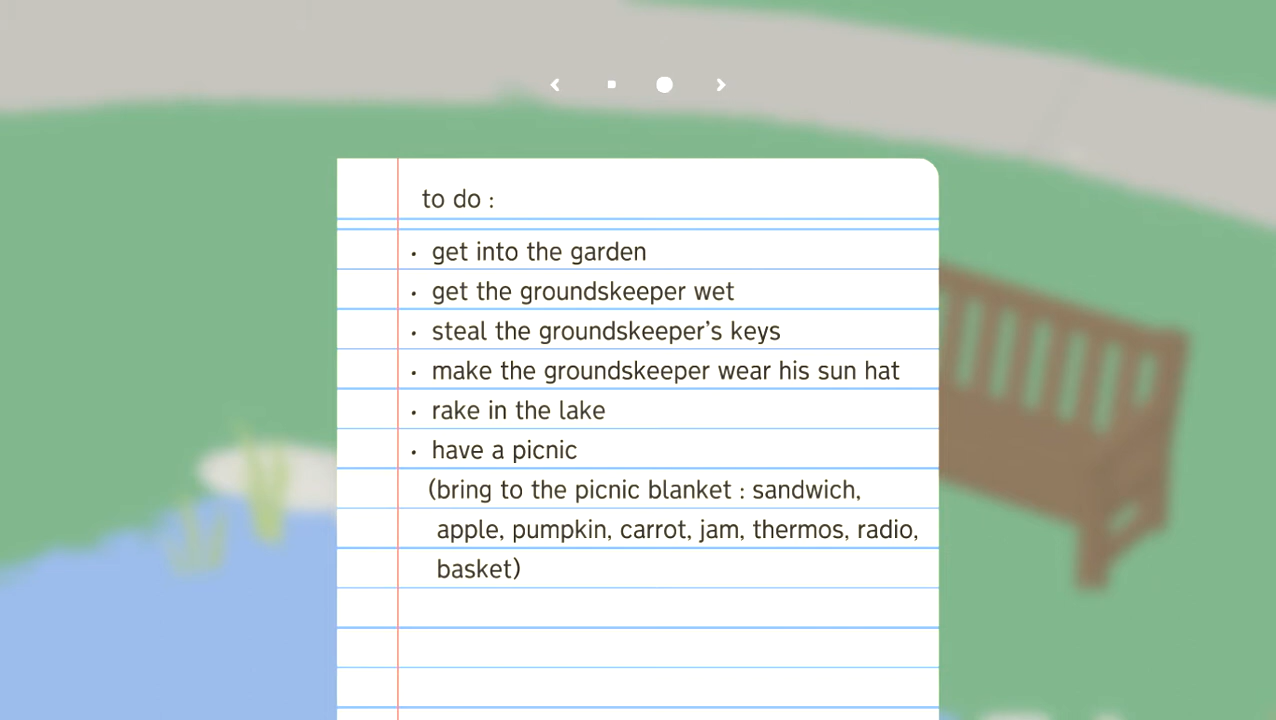 to do :
• get into the garden
• get the groundskeeper wet
• steal the groundskeeper’s keys
• make the groundskeeper wear his sun hat
• rake in the lake
• have a picnic
(bring to the picnic blanket : sandwich,
apple, pumpkin, carrot, jam, thermos, radio,
basket)